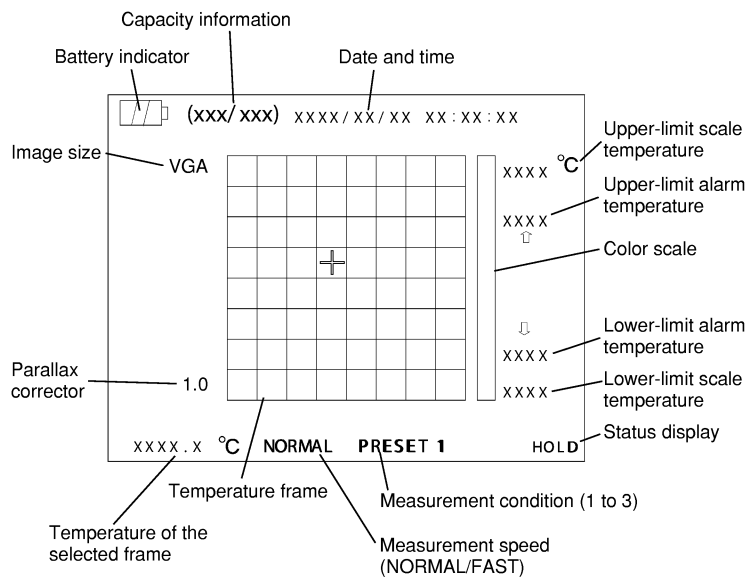 Capacity information
Battery indicator
Date and time
(xxx/xxx) XXXX/XX/XX XX:XX:XX
Upper-limit scale
temperature
Image size
VGA
XXXX °C
Upper-limit alarm
temperature
XXXX
Color scale
Lower-limit alarm
temperature
XXXX
Parallax
corrector
1.0
XXXX
Lower-limit scale
temperature
Status display
XXXX.X °C NORMAL PRESET 1 HOLD
Temperature frame
Measurement condition (1 to 3)
Temperature of the
selected frame
Measurement speed
(NORMAL/FAST)